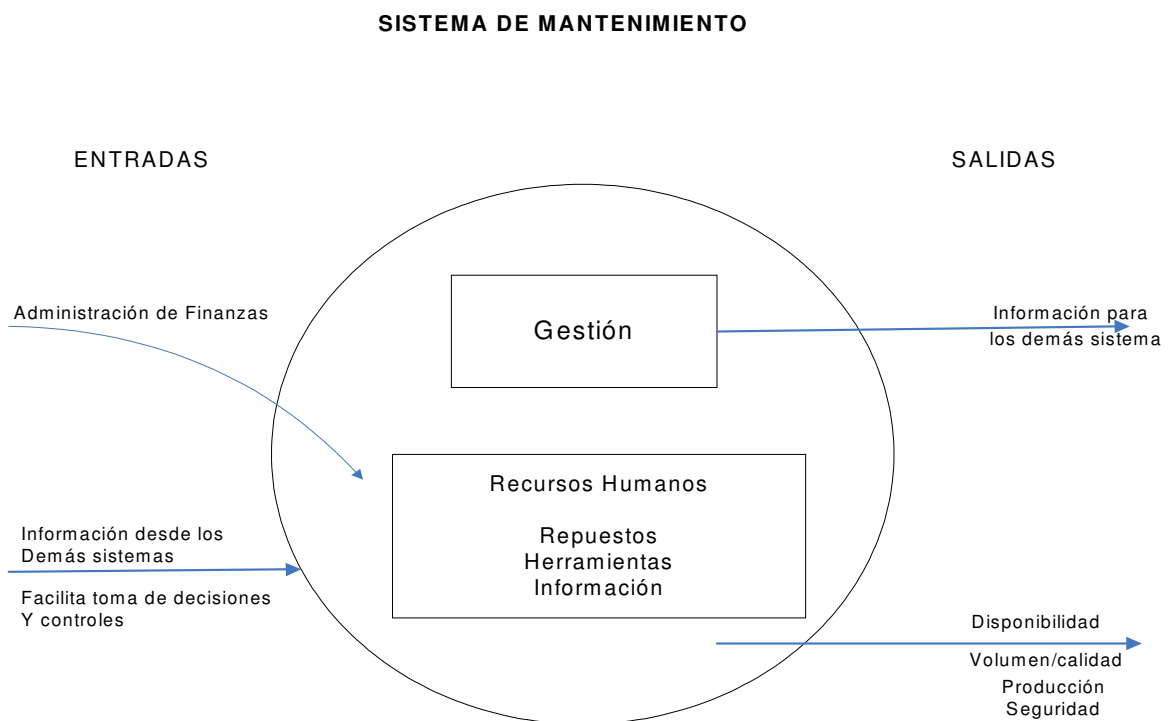 SISTEMA DE MANTENIMIENTO
ENTRADAS
SALIDAS
Administración de Finanzas
Gestión
Información para
los demás sistema
Recursos Humanos
Repuestos
Herramientas
Información
Información desde los
Demás sistemas
Facilita toma de decisiones
Y controles
Disponibilidad
Volumen/calidad
Producción
Seguridad